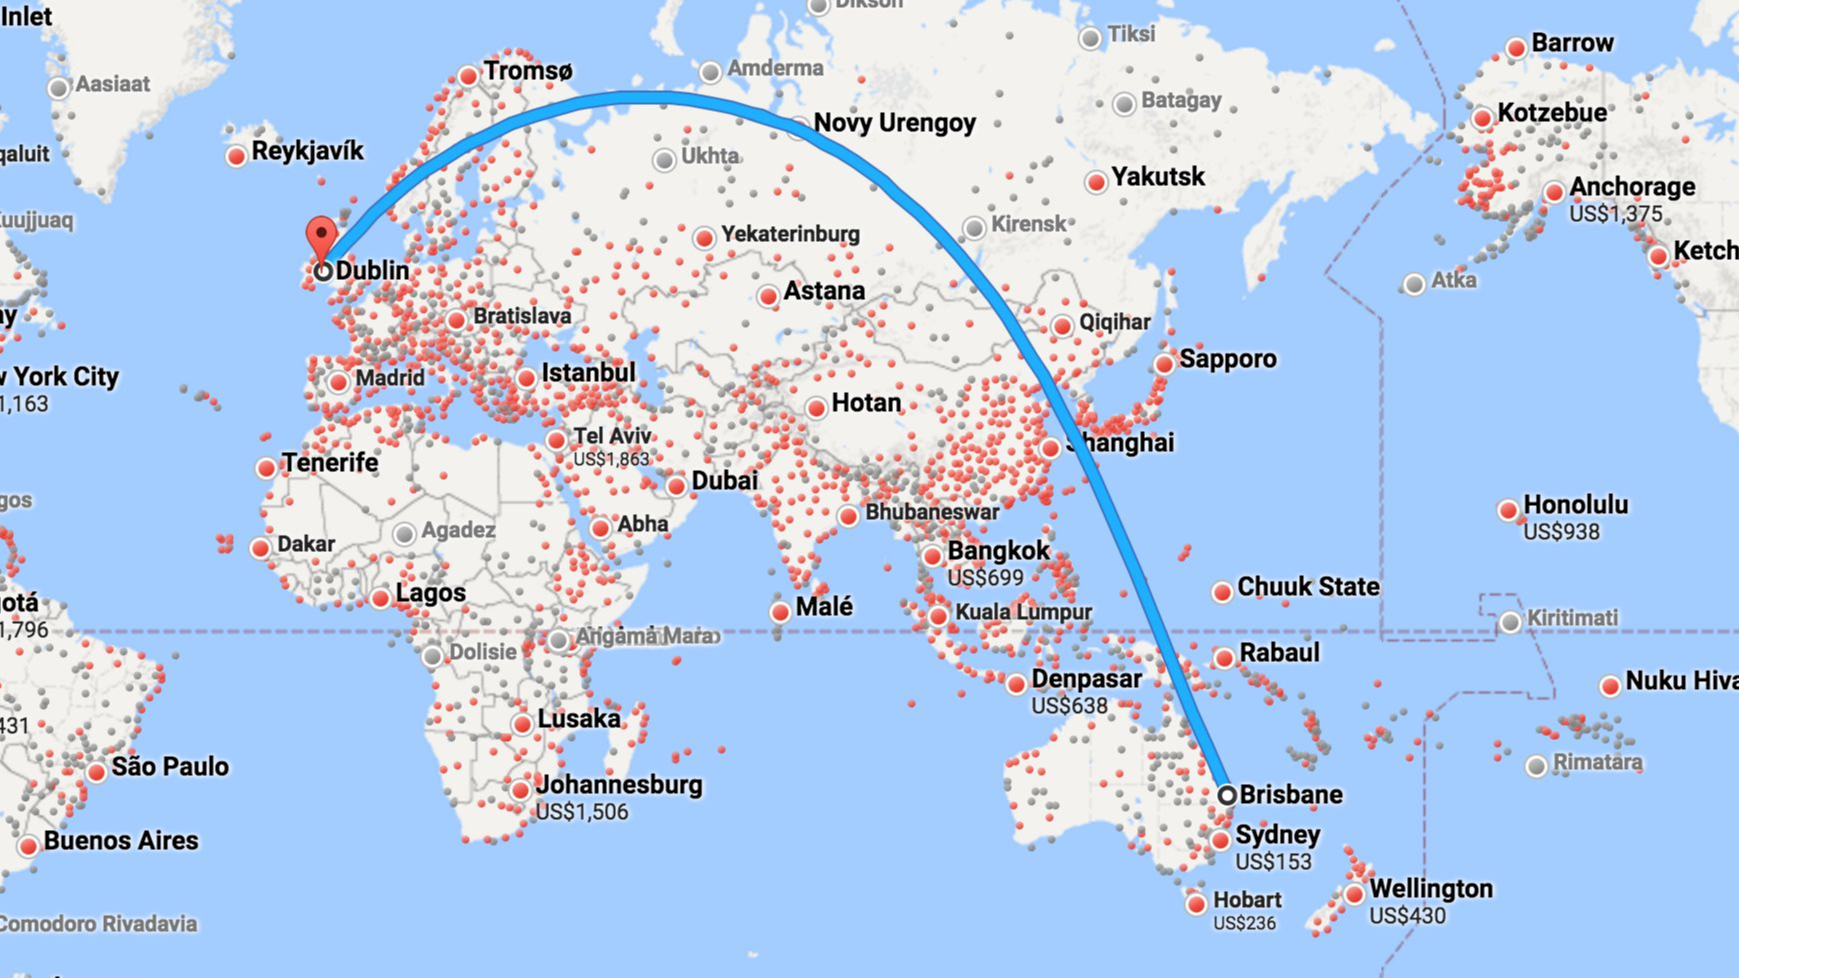 Inlet
Dikson
Tiksi
Barrow
Aasiaat
Tromsø
Amderma
Batagay
Kotzebue
Novy Urengoy
Reykjavík
qaluit
Ukhta
Yakutsk
Anchorage
US$1,375
Kuujjuaq
Kirensk
Yekaterinburg
Ketch
Dublin
Atka
Astana
ay
Bratislava
Qiqihar
Sapporo
w York City
1,163
Madrid
Istanbul
Hotan
Tel Aviv
US$1,863
Shanghai
Tenerife
Dubai
gos
Honolulu
US$938
Bhubaneswar
Abha
Agadez
Dakar
Bangkok
US$699
Chuuk State
Lagos
Malé
Kuala Lumpur
gotá
1,796
Kiritimati
Dolisie
Rabaul
Denpasar
US$638
Nuku Hiva
431
Lusaka
São Paulo
Rimatara
Johannesburg
US$1,506
Brisbane
Buenos Aires
Sydney
US$153
Wellington
US$430
Hobart
US$236
Comodoro Rivadavia